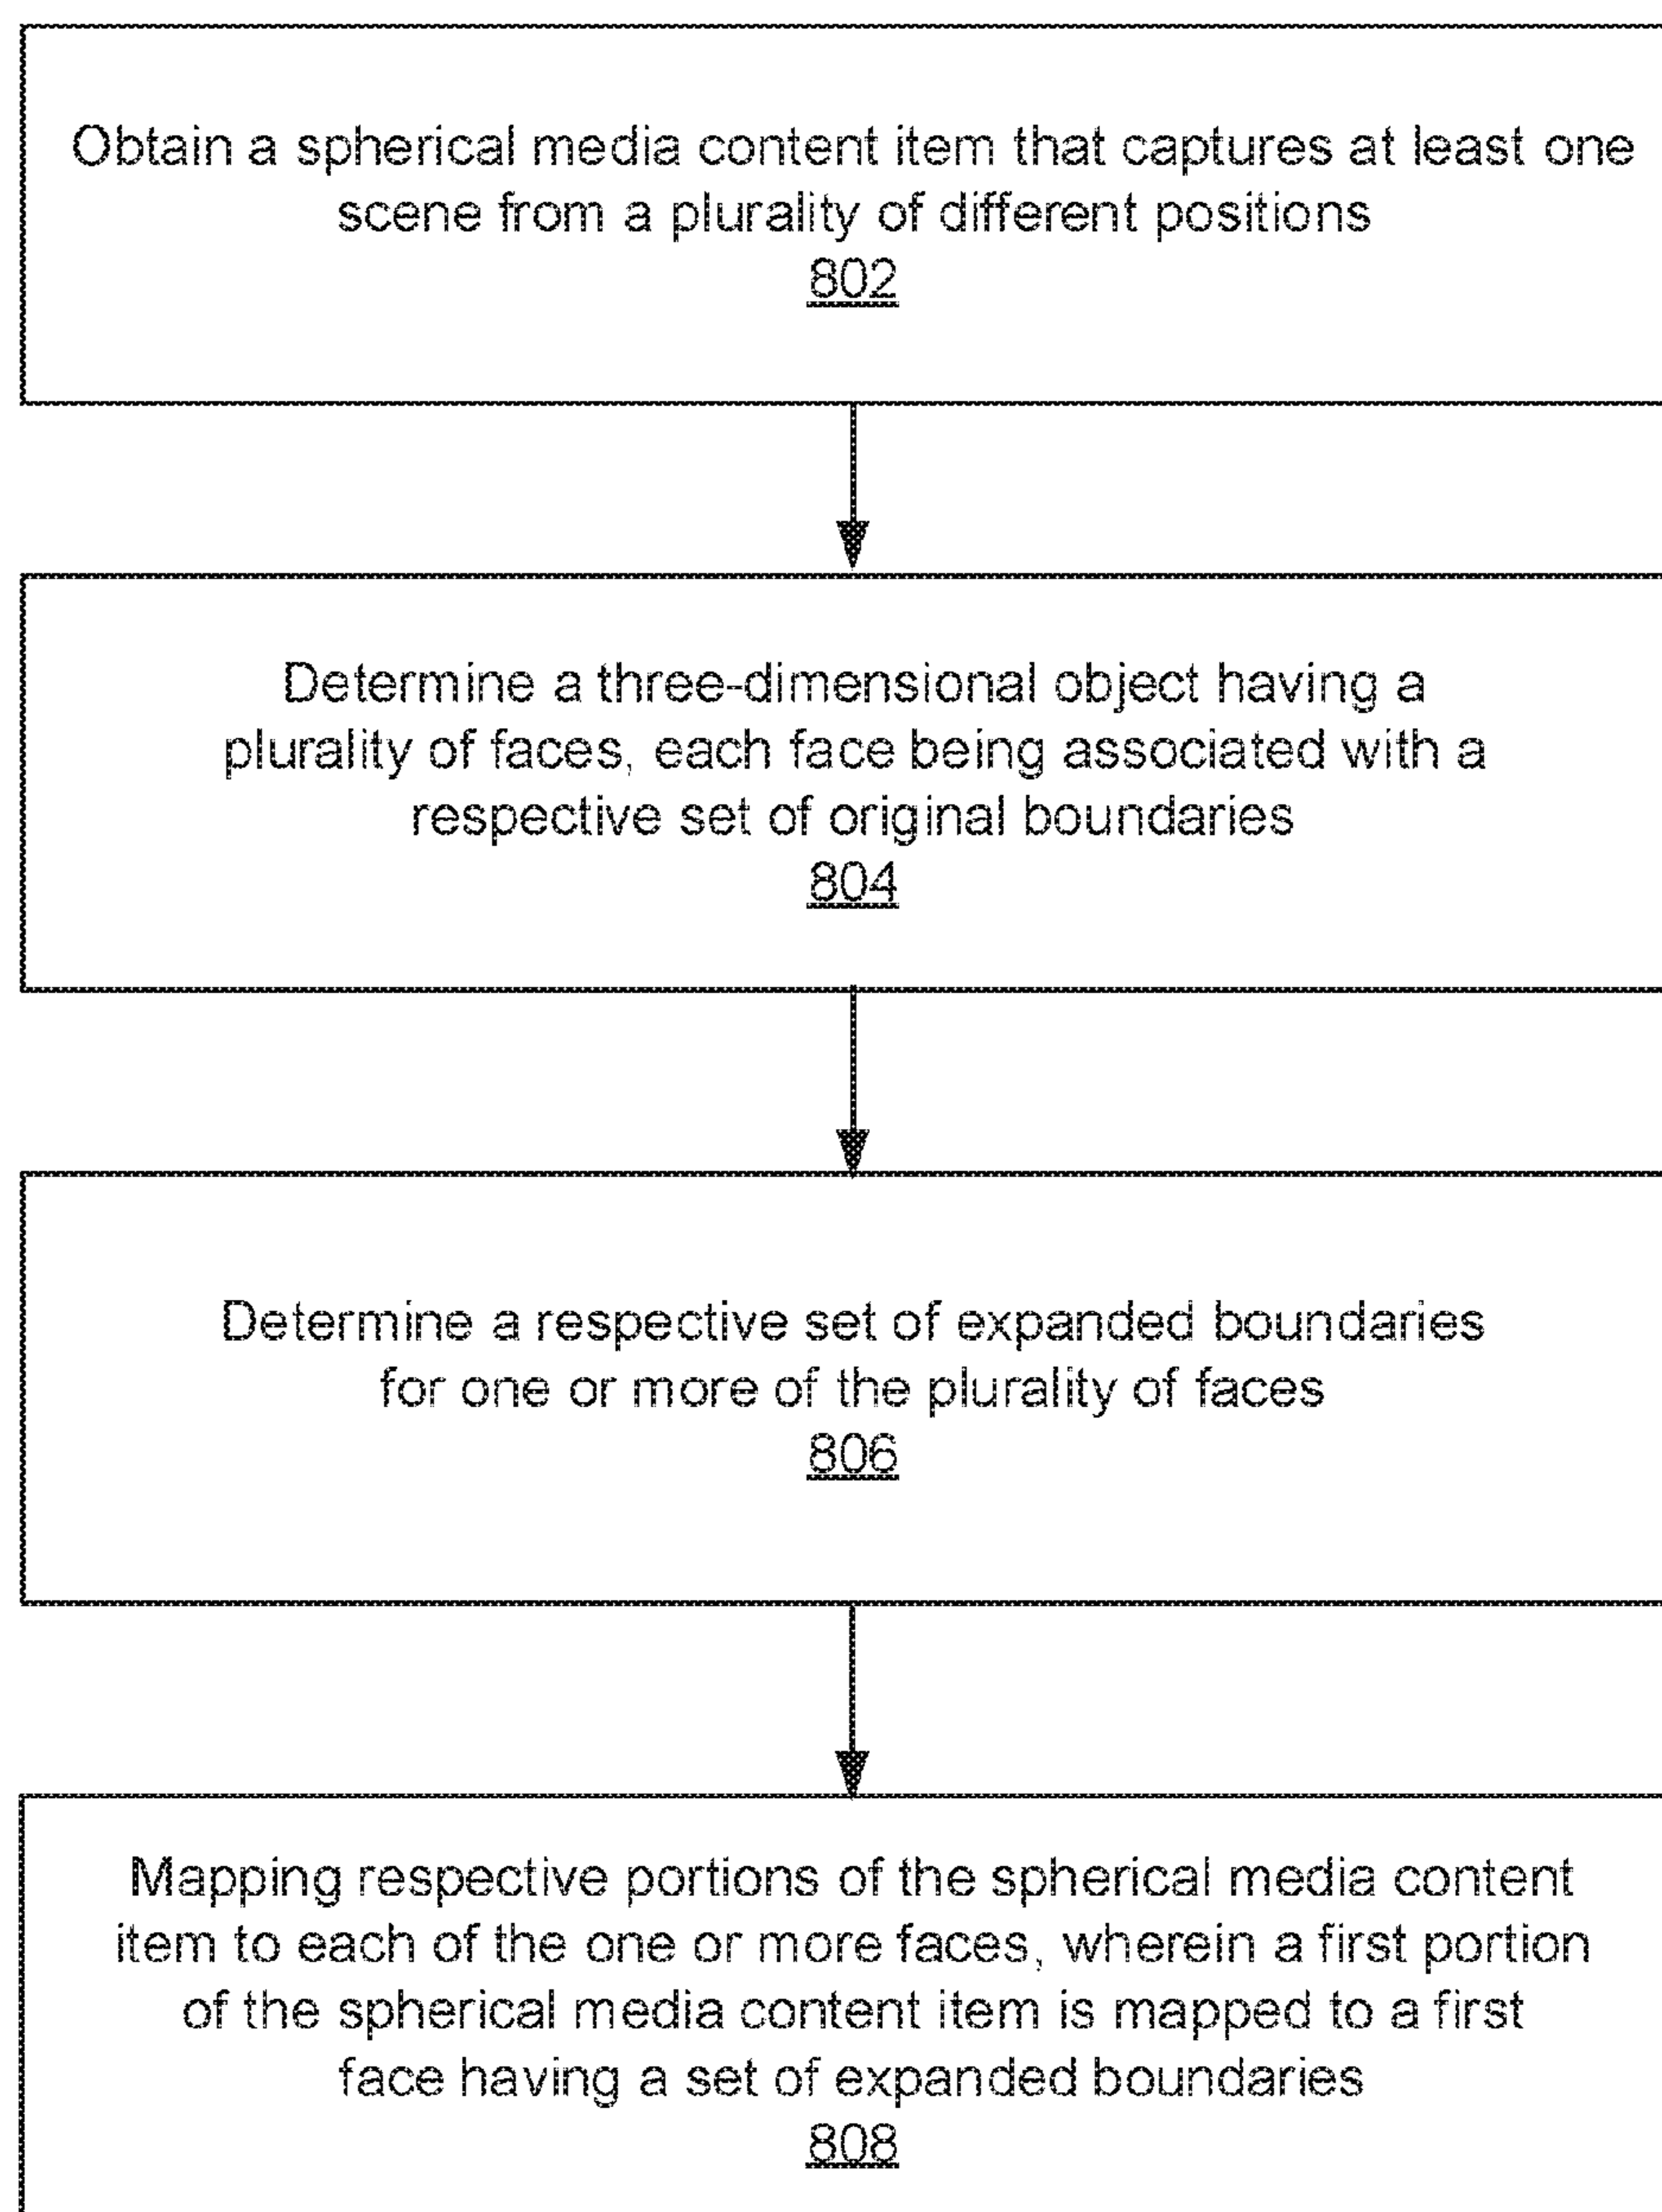 Obtain a spherical media content item that captures at least one
scene from a plurality of different positions
802
Determine a three-dimensional object having a
plurality of faces, each face being associated with a
respective set of original boundaries
804
Determine a respective set of expanded boundaries
for one or more of the plurality of faces
806
Mapping respective portions of the spherical media content
item to each of the one or more faces, wherein a first portion
of the spherical media content item is mapped to a first
face having a set of expanded boundaries
808